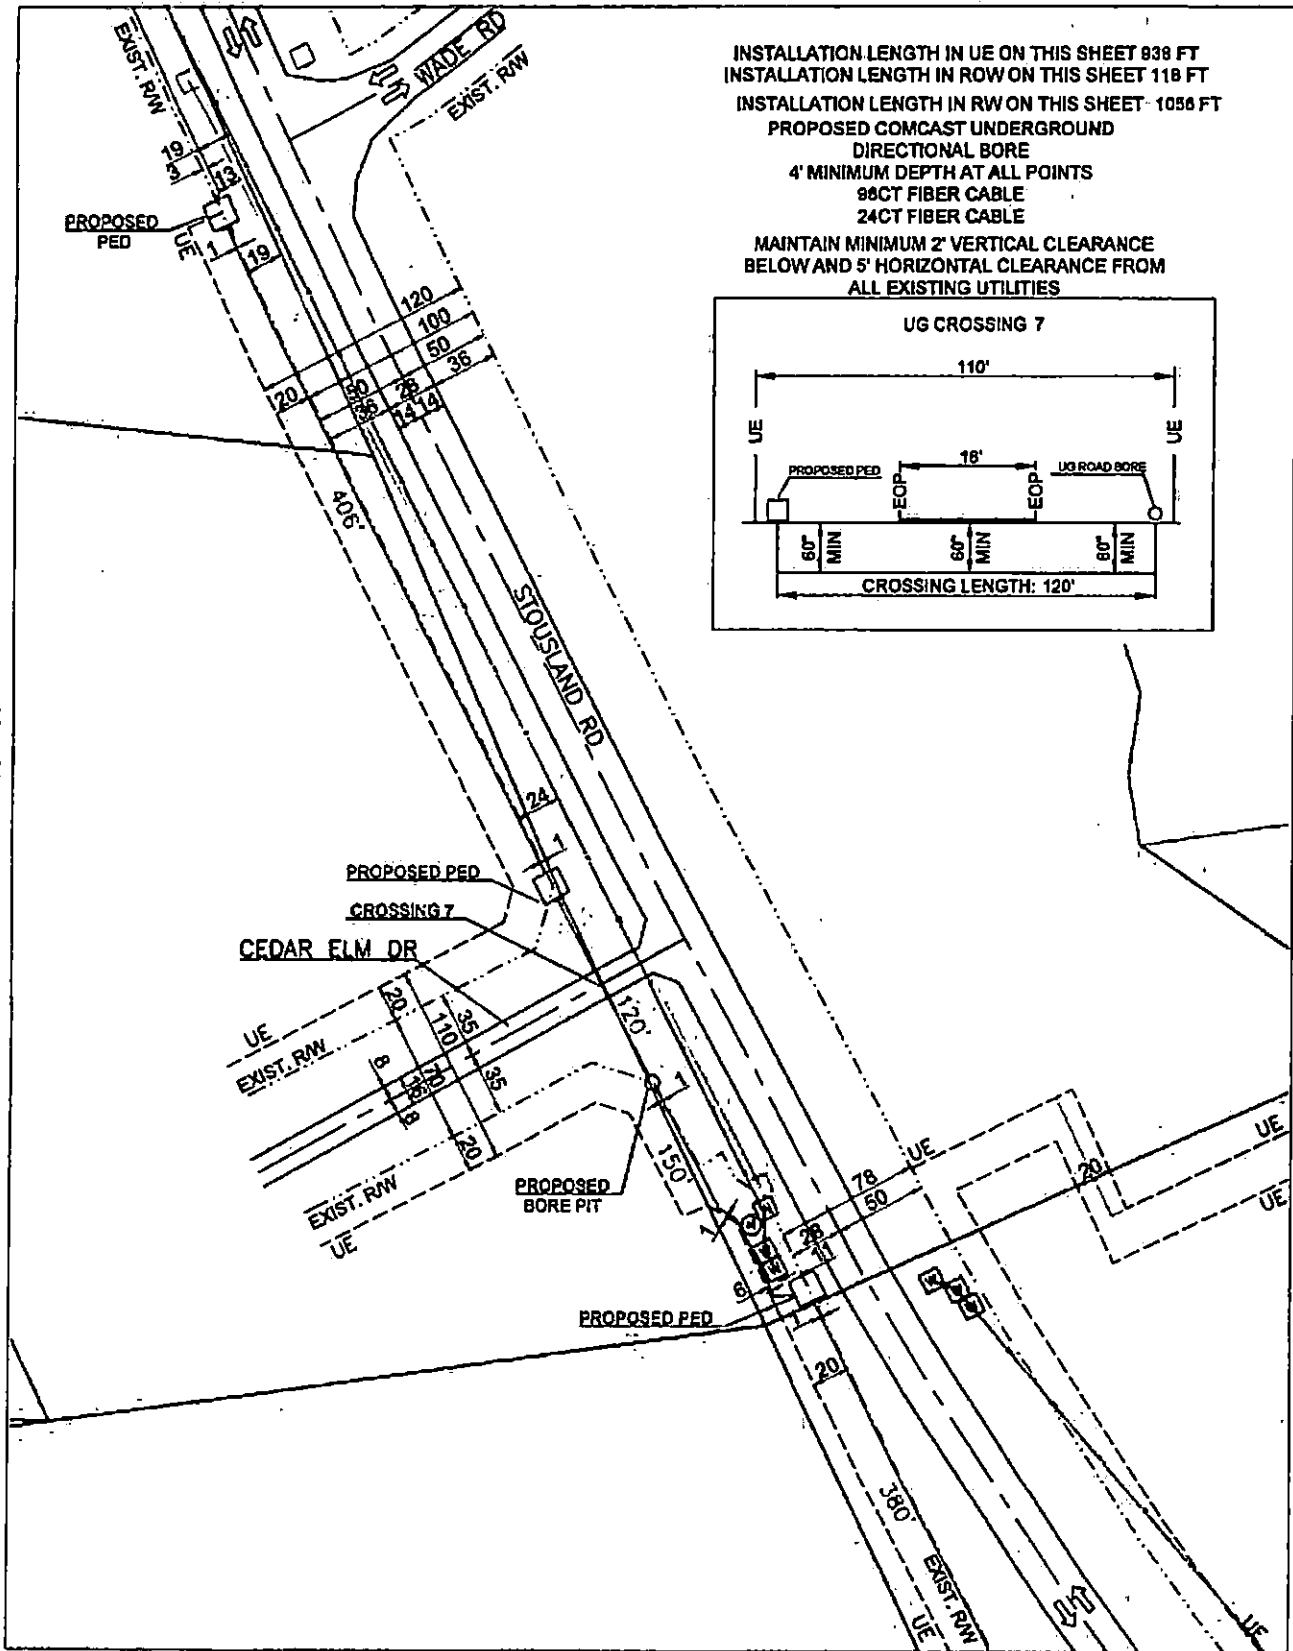 INSTALLATION LENGTH IN UE ON THIS SHEET 938 FT
INSTALLATION LENGTH IN ROW ON THIS SHEET 118 FT
INSTALLATION LENGTH IN RW ON THIS SHEET 1056 FT
PROPOSED COMCAST UNDERGROUND
DIRECTIONAL BORE
4' MINIMUM DEPTH AT ALL POINTS
96CT FIBER CABLE
24CT FIBER CABLE
MAINTAIN MINIMUM 2' VERTICAL CLEARANCE
BELOW AND 5' HORIZONTAL CLEARANCE FROM
ALL EXISTING UTILITIES
UG CROSSING 7
110'
UE
UE
PROPOSED PED
16'
UG ROAD BORE
EOP
EOP
60"
MIN
60"
MIN
60"
MIN
CROSSING LENGTH: 120'
EXIST. R/W
WADE RD
EXIST. R/W
19
3
13
PROPOSED
PED
UE
1
19
120
100
50
36
20
50
28
36
14
14
406'
STOUSLAND RD
24
1
PROPOSED PED
CROSSING 7
CEDAR ELM DR
20
110
35
UE
EXIST. R/W
8
16
70
35
8
20
120'
1
EXIST. R/W
UE
PROPOSED
BORE PIT
150'
1
78
50
UE
28
11
20
UE
UE
6
PROPOSED PED
20
380'
EXIST. R/W
UE
UE